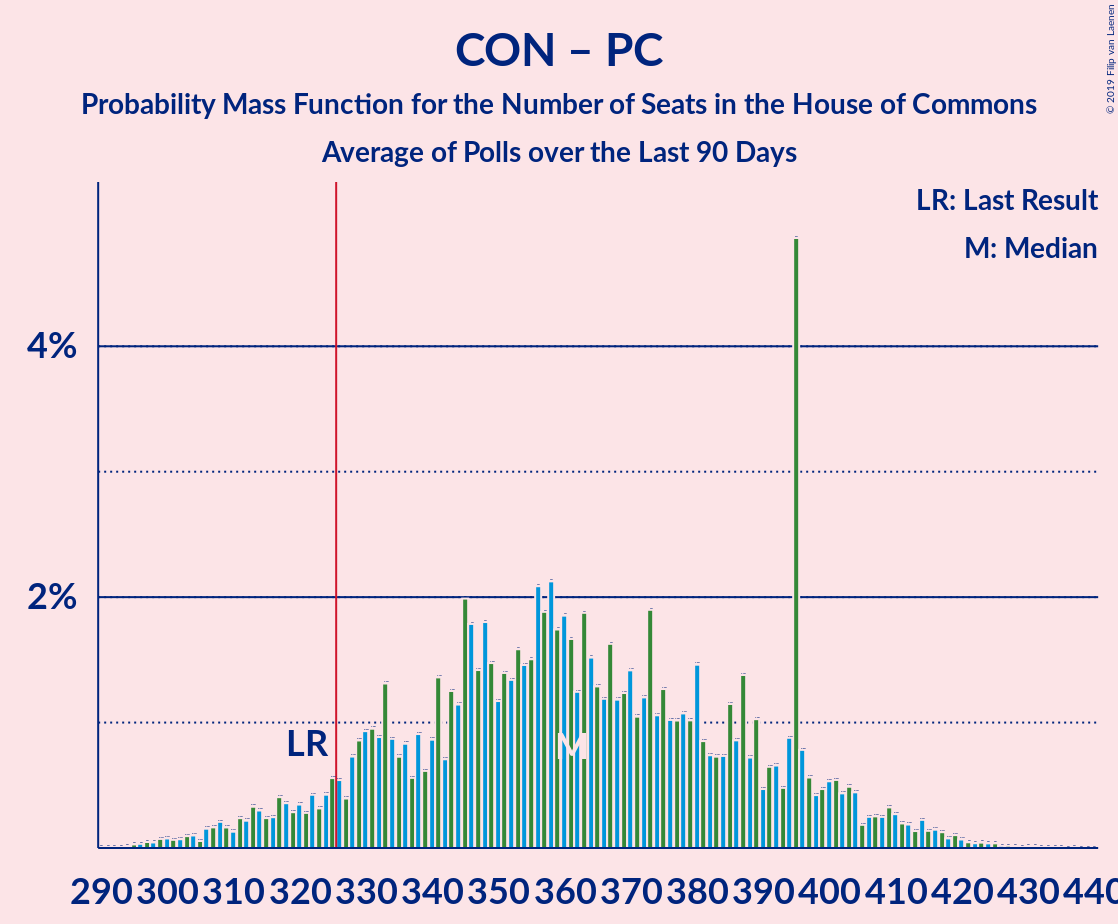 CON – PC
Probability Mass Function for the Number of Seats in the House of Commons
Average of Polls over the Last 90 Days
© 2019 Filip van Laenen
LR: Last Result
M: Median
4%
2%
LR
M
290 300 310 320 330 340 350 360 370 380 390 400 410 420 430 440